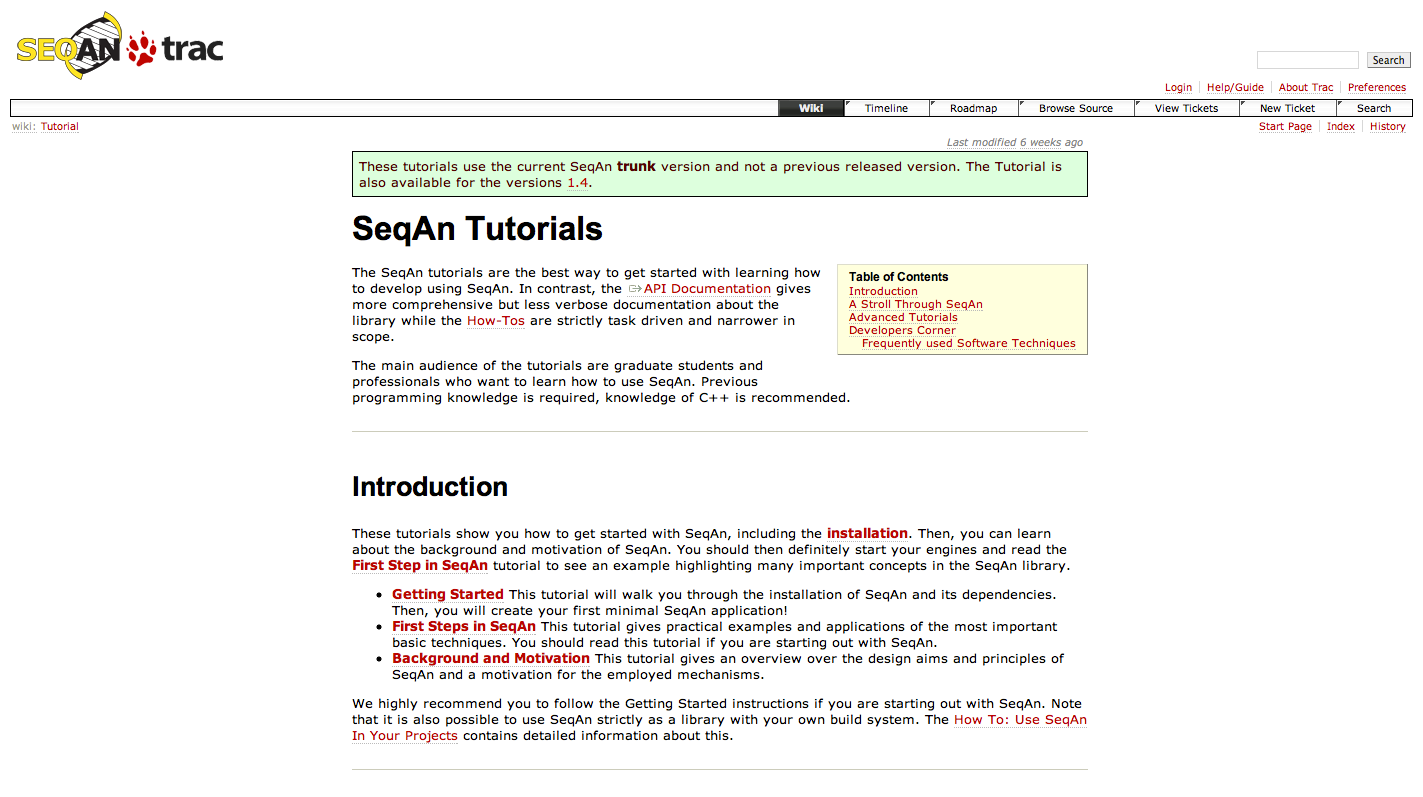 SEQAN trac
Search
Login Help/Guide About Trac Preferences
Wiki Timeline Roadmap Browse Source View Tickets New Ticket Search
wiki: Tutorial
Start Page Index History
Last modified 6 weeks ago
These tutorials use the current SeqAn trunk version and not a previous released version. The Tutorial is
also available for the versions 1.4.
SeqAn Tutorials
The SeqAn tutorials are the best way to get started with learning how
to develop using SeqAn. In contrast, the API Documentation gives
more comprehensive but less verbose documentation about the
library while the How-Tos are strictly task driven and narrower in
scope.
Table of Contents
Introduction
A Stroll Through SeqAn
Advanced Tutorials
Developers Corner
Frequently used Software Techniques
The main audience of the tutorials are graduate students and
professionals who want to learn how to use SeqAn. Previous
programming knowledge is required, knowledge of C++ is recommended.
Introduction
These tutorials show you how to get started with SeqAn, including the installation. Then, you can learn
about the background and motivation of SeqAn. You should then definitely start your engines and read the
First Step in SeqAn tutorial to see an example highlighting many important concepts in the SeqAn library.
• Getting Started This tutorial will walk you through the installation of SeqAn and its dependencies.
Then, you will create your first minimal SeqAn application!
• First Steps in SeqAn This tutorial gives practical examples and applications of the most important
basic techniques. You should read this tutorial if you are starting out with SeqAn.
• Background and Motivation This tutorial gives an overview over the design aims and principles of
SeqAn and a motivation for the employed mechanisms.
We highly recommend you to follow the Getting Started instructions if you are starting out with SeqAn. Note
that it is also possible to use SeqAn strictly as a library with your own build system. The How To: Use SeqAn
In Your Projects contains detailed information about this.